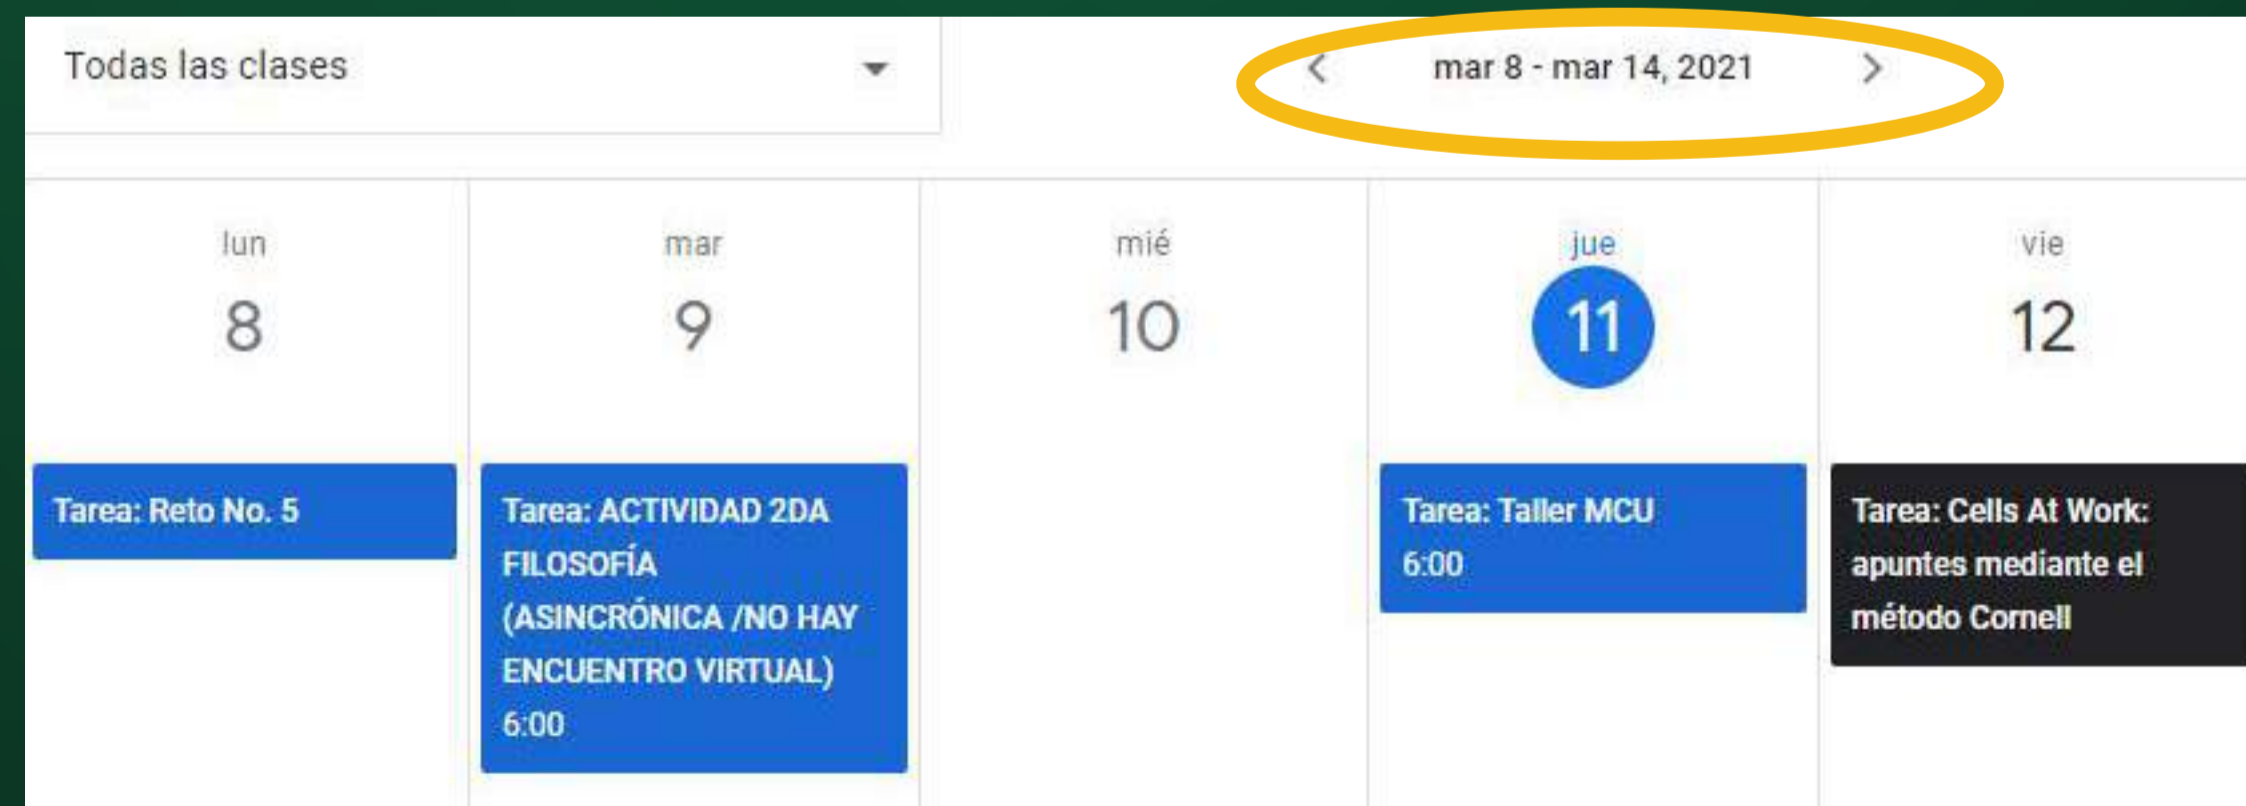 Todas las clases
mar 8 - mar 14, 2021
lun
8
mar
9
mié
10
jue
11
vie
12
Tarea: Reto No. 5
Tarea: ACTIVIDAD 2DA
FILOSOFÍA
(ASINCRÓNICA /NO HAY
ENCUENTRO VIRTUAL)
6:00
Tarea: Taller MCU
6:00
Tarea: Cells At Work:
apuntes mediante el
método Cornell